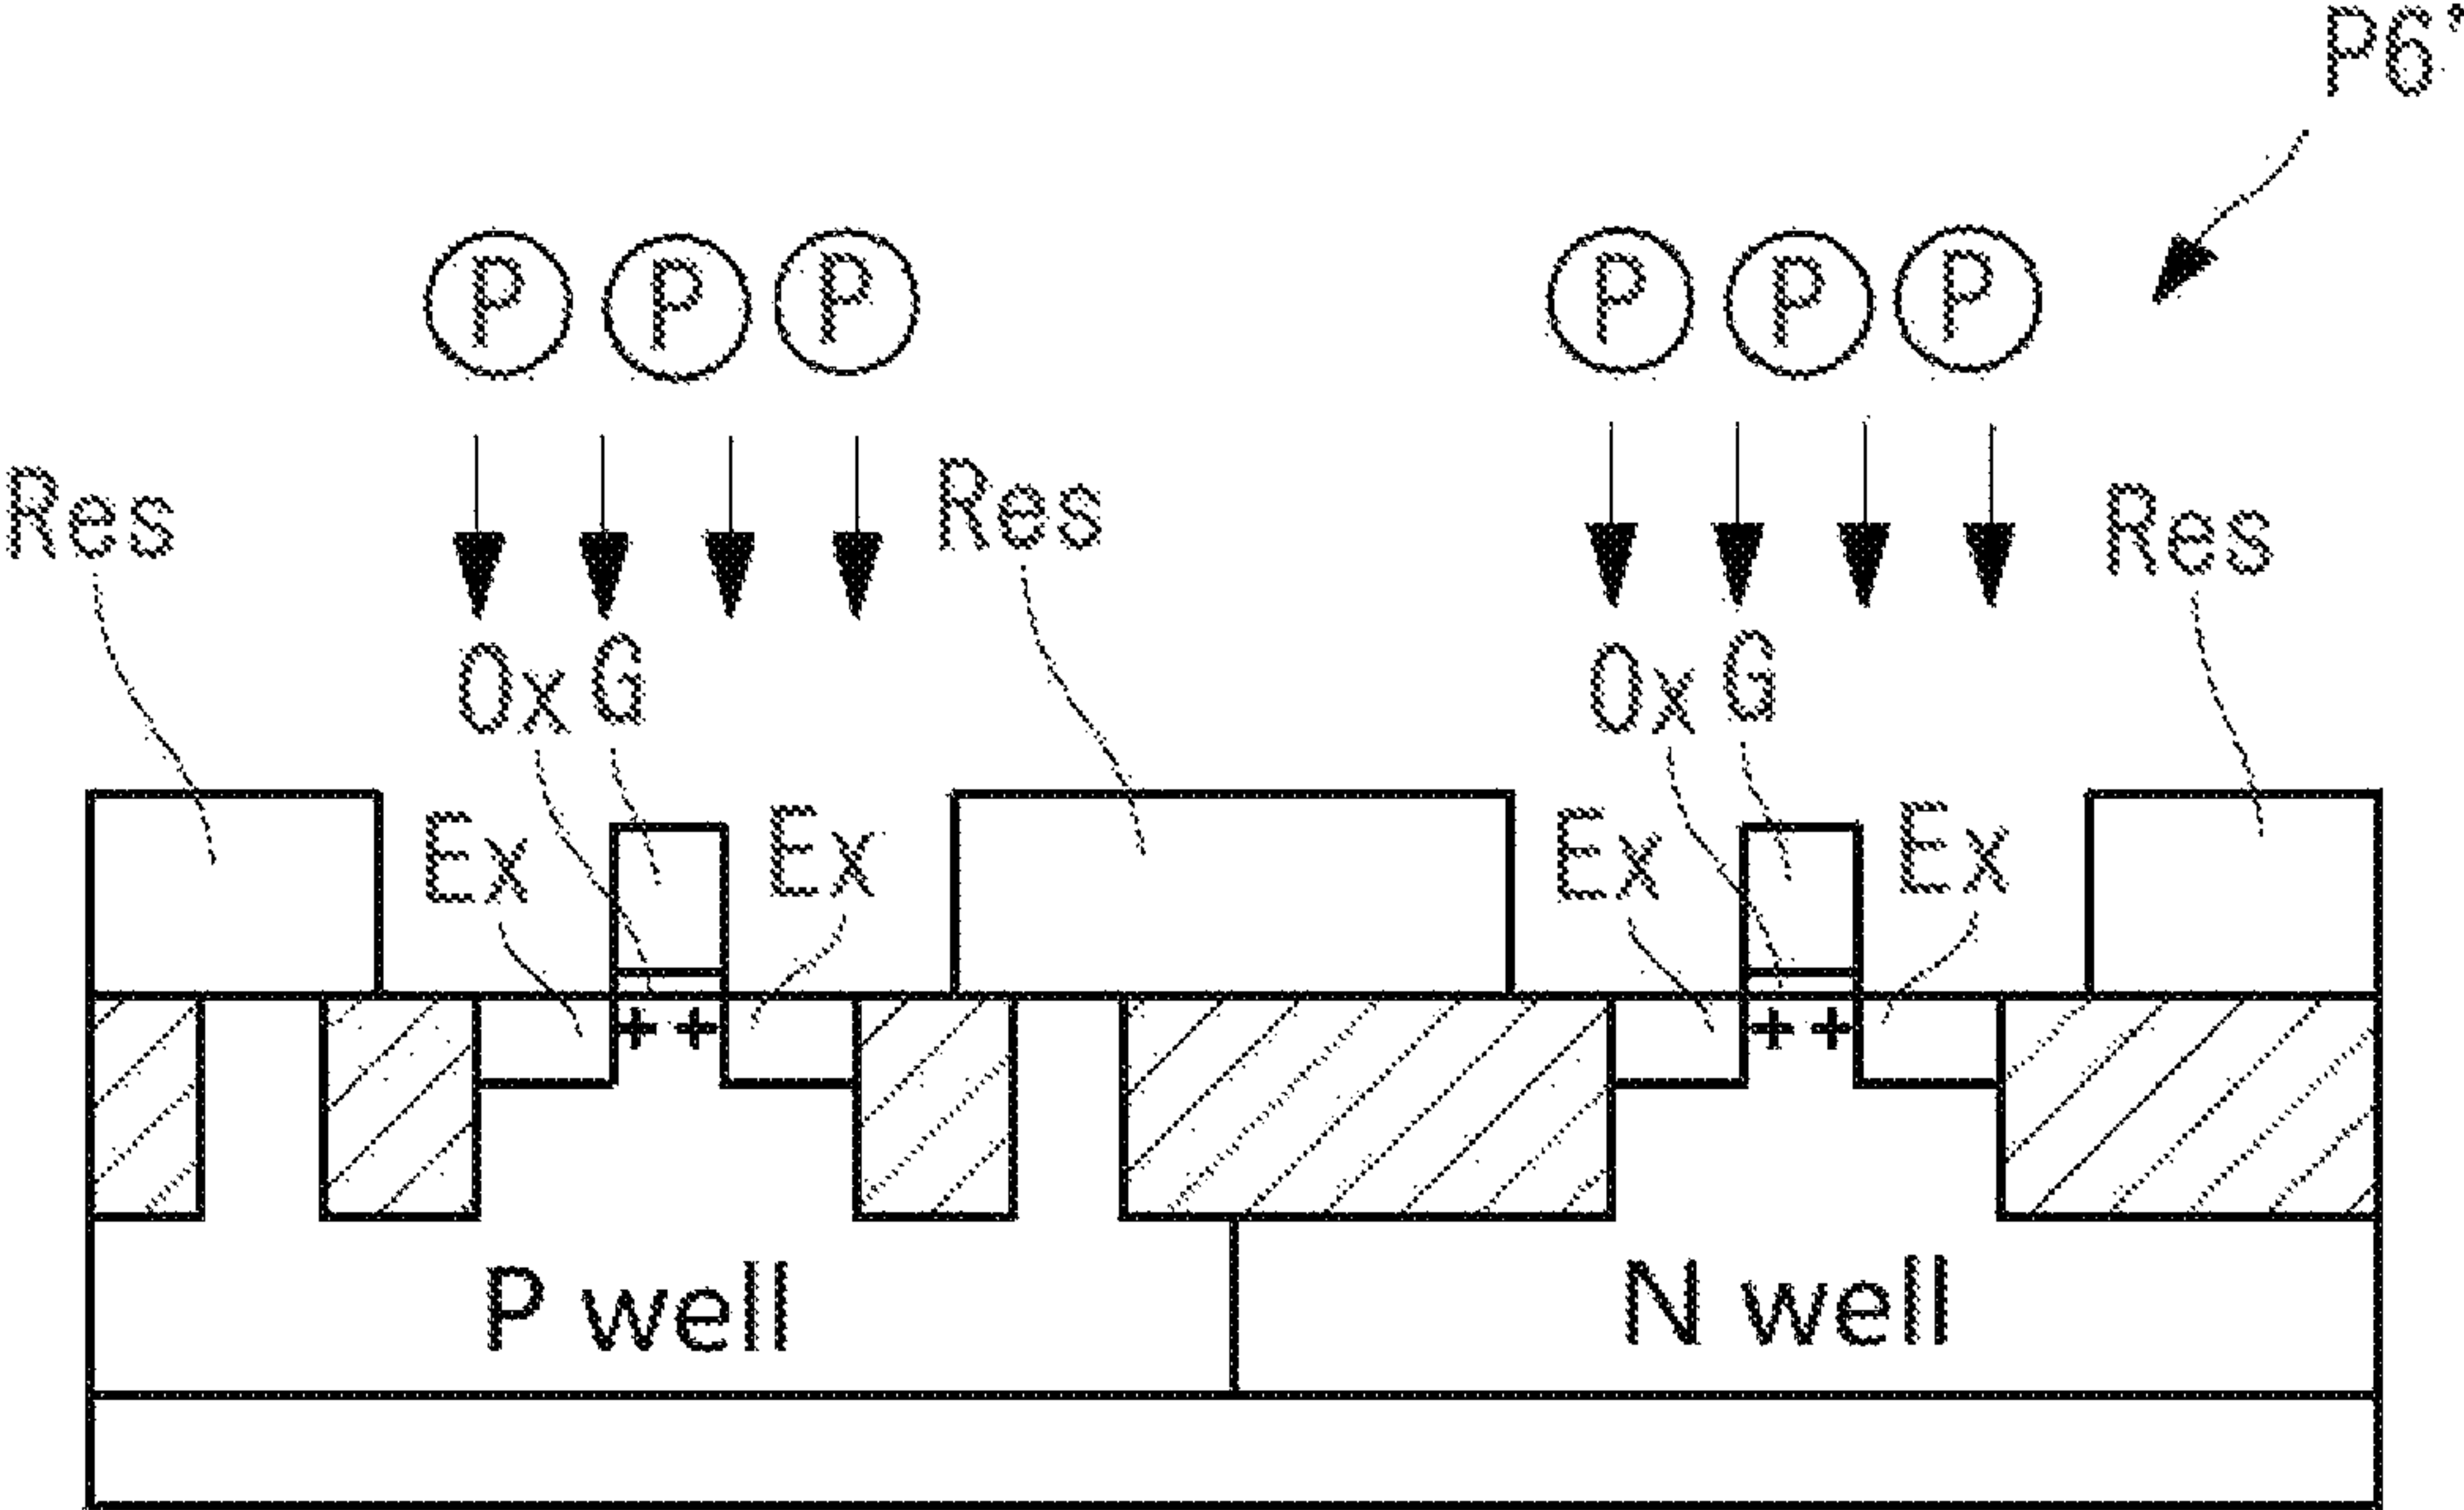 P6'
P P P P P P
Res Res Res
Ox G Ox G
Ex Ex Ex Ex
++ ++
P well N well